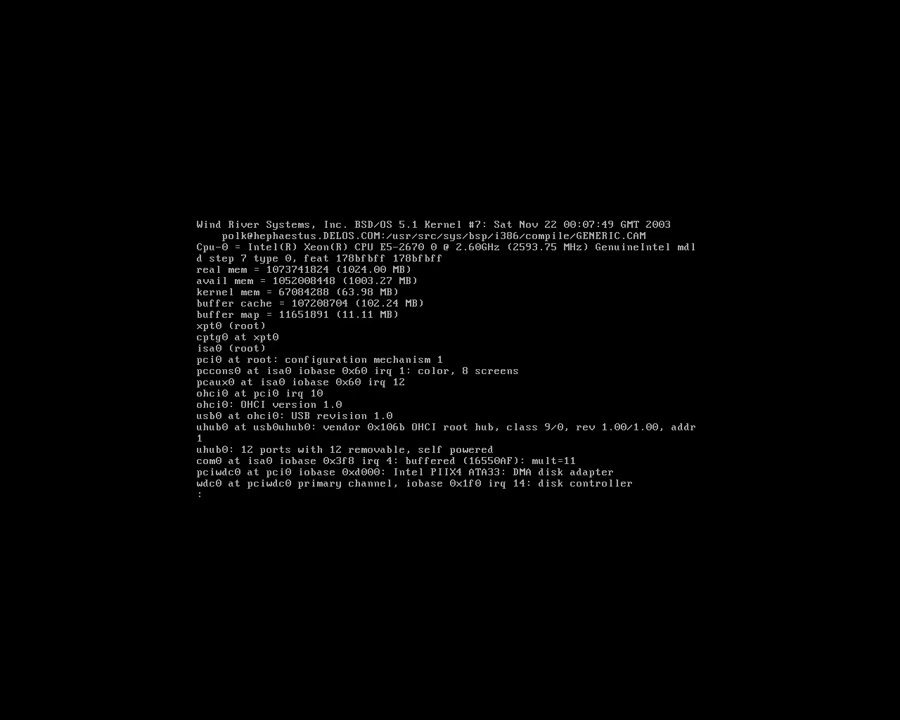 Wind River Systems, Inc. BSD/OS 5.1 Kernel #7: Sat Nov 22 00:07:49 GMT 2003
polk@hephaestus.DELOS.COM:/usr/src/sys/bsp/i386/compile/GENERIC.CAM
Cpu-0 = Intel(R) Xeon(R) CPU E5-2670 0 @ 2.60GHz (2593.75 MHz) GenuineIntel mdl
d step 7 type 0, feat 178bfbff 178bfbff
real mem = 1073741824 (1024.00 MB)
avail mem = 1052008448 (1003.27 MB)
kernel mem = 67084288 (63.98 MB)
buffer cache = 107208704 (102.24 MB)
buffer map = 11651891 (11.11 MB)
xpt0 (root)
cptg0 at xpt0
isa0 (root)
pci0 at root: configuration mechanism 1
pccons0 at isa0 iobase 0x60 irq 1: color, 8 screens
pcaux0 at isa0 iobase 0x60 irq 12
ohci0 at pci0 irq 10
ohci0: OHCI version 1.0
usb0 at ohci0: USB revision 1.0
uhub0 at usb0uhub0: vendor 0x106b OHCI root hub, class 9/0, rev 1.00/1.00, addr
1
uhub0: 12 ports with 12 removable, self powered
com0 at isa0 iobase 0x3f8 irq 4: buffered (16550AF): mult=11
pciwdc0 at pci0 iobase 0xd000: Intel PIIX4 ATA33: DMA disk adapter
wdc0 at pciwdc0 primary channel, iobase 0x1f0 irq 14: disk controller
: